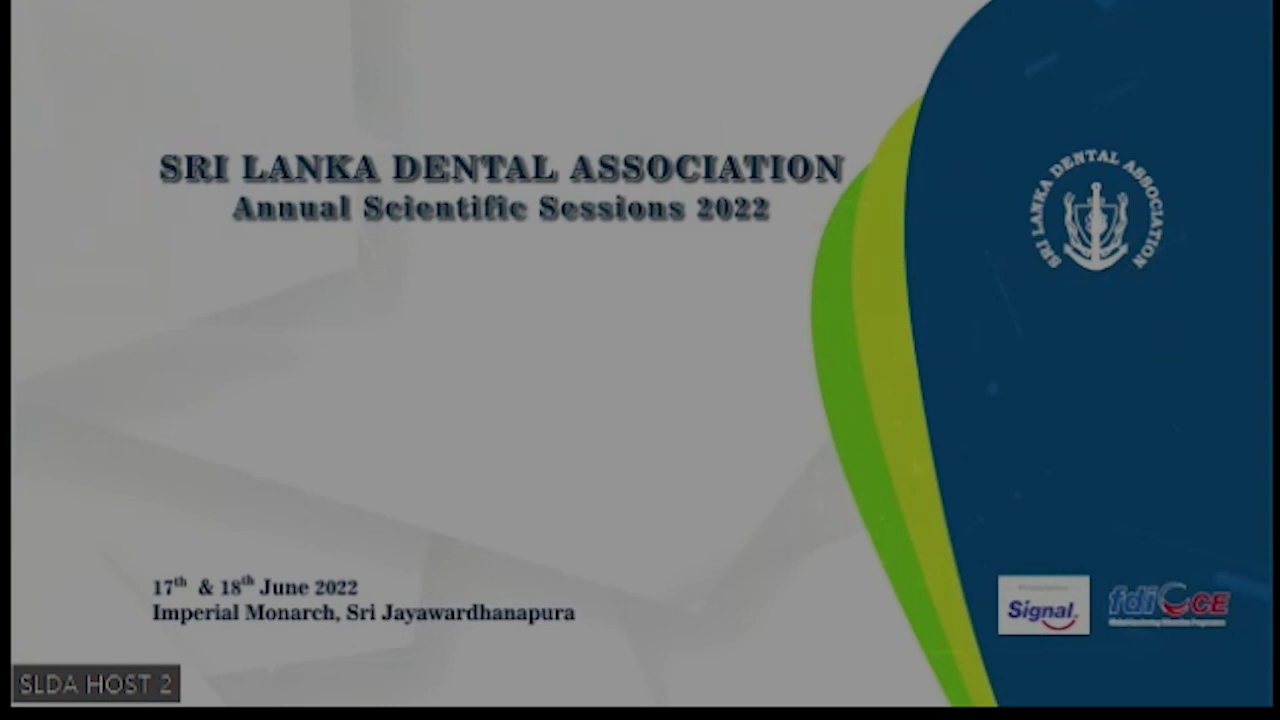 SRI LANKA DENTAL ASSOCIATION
Annual Scientific Sessions 2022
SRI LANKA DENTAL ASSOCIATION
17th & 18th June 2022
Imperial Monarch, Sri Jayawardhanapura
Signal
fdi CE
SLDA HOST 2